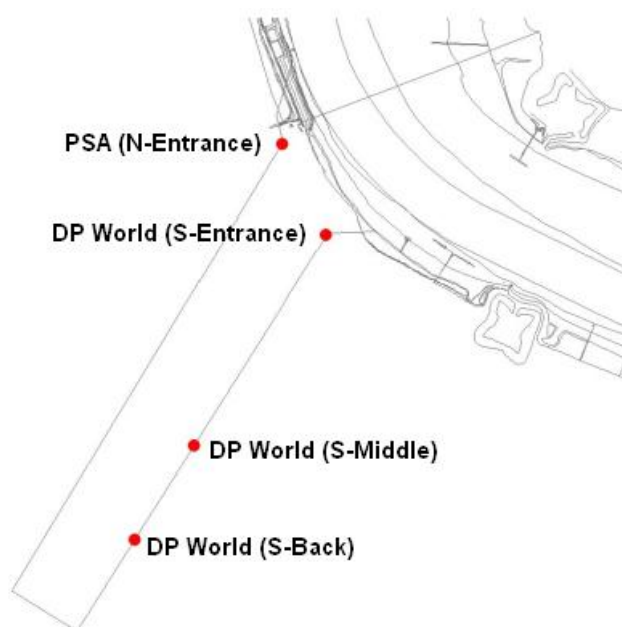 PSA (N-Entrance)
DP World (S-Entrance)
DP World (S-Middle)
DP World (S-Back)